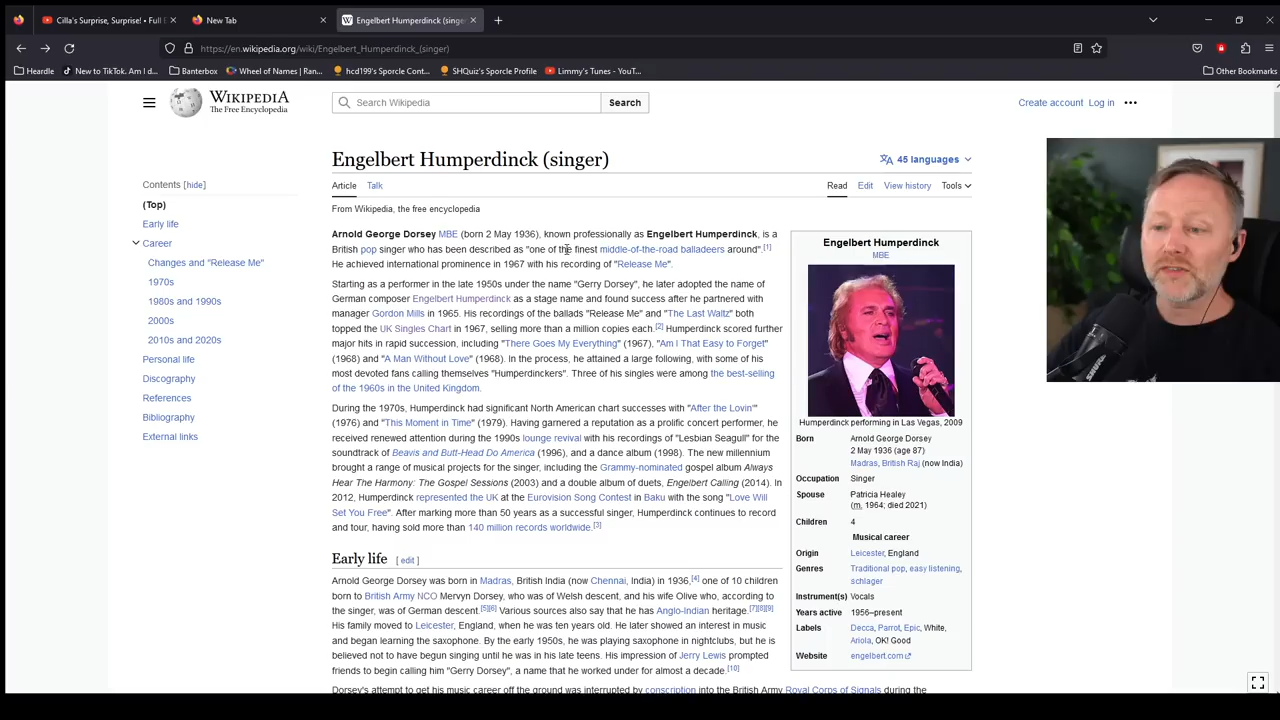 Cilla's Surprise, Surprise! • Full E
New Tab
Engelbert Humperdinck (singer
https://en.wikipedia.org/wiki/Engelbert_Humperdinck_(singer)
Heardle
New to TikTok. Am I d...
Banterbox
Wheel of Names | Ran...
hcd199's Sporcle Cont...
SHQuiz's Sporcle Profile
Limmy's Tunes - YouT...
Other Bookmarks
WIKIPEDIA
The Free Encyclopedia
Search Wikipedia
Search
Create account Log in
Engelbert Humperdinck (singer)
45 languages
Contents [hide]
(Top)
Early life
Career
Changes and "Release Me"
1970s
1980s and 1990s
2000s
2010s and 2020s
Personal life
Discography
References
Bibliography
External links
Article Talk
Read Edit View history Tools
From Wikipedia, the free encyclopedia
Arnold George Dorsey MBE (born 2 May 1936), known professionally as Engelbert Humperdinck, is a
British pop singer who has been described as "one of the finest middle-of-the-road balladeers around".[1]
He achieved international prominence in 1967 with his recording of "Release Me".
Starting as a performer in the late 1950s under the name "Gerry Dorsey", he later adopted the name of
German composer Engelbert Humperdinck as a stage name and found success after he partnered with
manager Gordon Mills in 1965. His recordings of the ballads "Release Me" and "The Last Waltz" both
topped the UK Singles Chart in 1967, selling more than a million copies each.[2] Humperdinck scored further
major hits in rapid succession, including "There Goes My Everything" (1967), "Am I That Easy to Forget"
(1968) and "A Man Without Love" (1968). In the process, he attained a large following, with some of his
most devoted fans calling themselves "Humperdinckers". Three of his singles were among the best-selling
of the 1960s in the United Kingdom.
During the 1970s, Humperdinck had significant North American chart successes with "After the Lovin'"
(1976) and "This Moment in Time" (1979). Having garnered a reputation as a prolific concert performer, he
received renewed attention during the 1990s lounge revival with his recordings of "Lesbian Seagull" for the
soundtrack of Beavis and Butt-Head Do America (1996), and a dance album (1998). The new millennium
brought a range of musical projects for the singer, including the Grammy-nominated gospel album Always
Hear The Harmony: The Gospel Sessions (2003) and a double album of duets, Engelbert Calling (2014). In
2012, Humperdinck represented the UK at the Eurovision Song Contest in Baku with the song "Love Will
Set You Free". After marking more than 50 years as a successful singer, Humperdinck continues to record
and tour, having sold more than 140 million records worldwide.[3]
Early life [ edit ]
Arnold George Dorsey was born in Madras, British India (now Chennai, India) in 1936,[4] one of 10 children
born to British Army NCO Mervyn Dorsey, who was of Welsh descent, and his wife Olive who, according to
the singer, was of German descent.[5][6] Various sources also say that he has Anglo-Indian heritage.[7][8][9]
His family moved to Leicester, England, when he was ten years old. He later showed an interest in music
and began learning the saxophone. By the early 1950s, he was playing saxophone in nightclubs, but he is
believed not to have begun singing until he was in his late teens. His impression of Jerry Lewis prompted
friends to begin calling him "Gerry Dorsey", a name that he worked under for almost a decade.[10]
Dorsey's attempt to get his music career off the ground was interrupted by conscription into the British Army Royal Corps of Signals during the
Engelbert Humperdinck
MBE
Humperdinck performing in Las Vegas, 2009
Born Arnold George Dorsey
2 May 1936 (age 87)
Madras, British Raj (now India)
Occupation Singer
Spouse Patricia Healey
(m. 1964; died 2021)
Children 4
Musical career
Origin Leicester, England
Genres Traditional pop, easy listening,
schlager
Instrument(s) Vocals
Years active 1956–present
Labels Decca, Parrot, Epic, White,
Ariola, OK! Good
Website engelbert.com